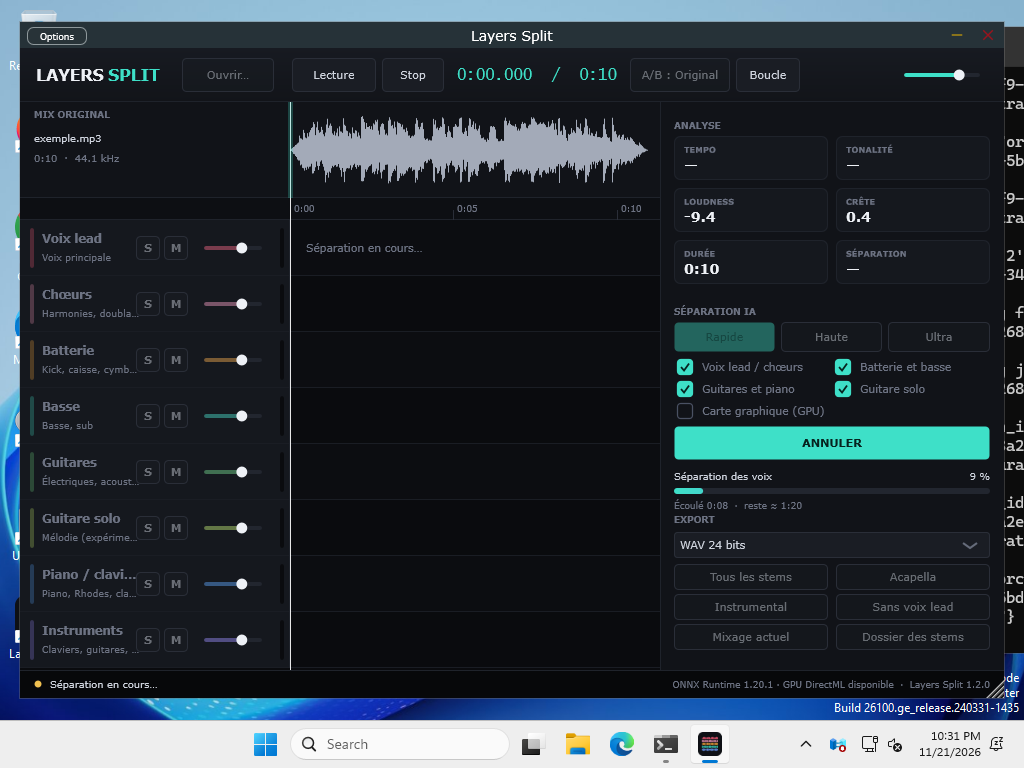 Options
Layers Split
LAYERS SPLIT
Ouvrir...
Lecture
Stop
0:00.000 / 0:10
A/B : Original
Boucle
MIX ORIGINAL
exemple.mp3
0:10 · 44.1 kHz
0:00
0:05
0:10
Voix lead
Voix principale
S
M
Séparation en cours...
Chœurs
Harmonies, doubla...
S
M
Batterie
Kick, caisse, cymb...
S
M
Basse
Basse, sub
S
M
Guitares
Électriques, acoust...
S
M
Guitare solo
Mélodie (expérime...
S
M
Piano / clavi...
Piano, Rhodes, cla...
S
M
Instruments
Claviers, guitares, ...
S
M
ANALYSE
TEMPO
—
TONALITÉ
—
LOUDNESS
-9.4
CRÊTE
0.4
DURÉE
0:10
SÉPARATION
—
SÉPARATION IA
Rapide
Haute
Ultra
Voix lead / chœurs
Batterie et basse
Guitares et piano
Guitare solo
Carte graphique (GPU)
ANNULER
Séparation des voix
9 %
Écoulé 0:08 · reste ≈ 1:20
EXPORT
WAV 24 bits
Tous les stems
Acapella
Instrumental
Sans voix lead
Mixage actuel
Dossier des stems
Séparation en cours...
ONNX Runtime 1.20.1 · GPU DirectML disponible · Layers Split 1.2.0
Build 26100.ge_release.240331-1435
Search
10:31 PM
11/21/2026